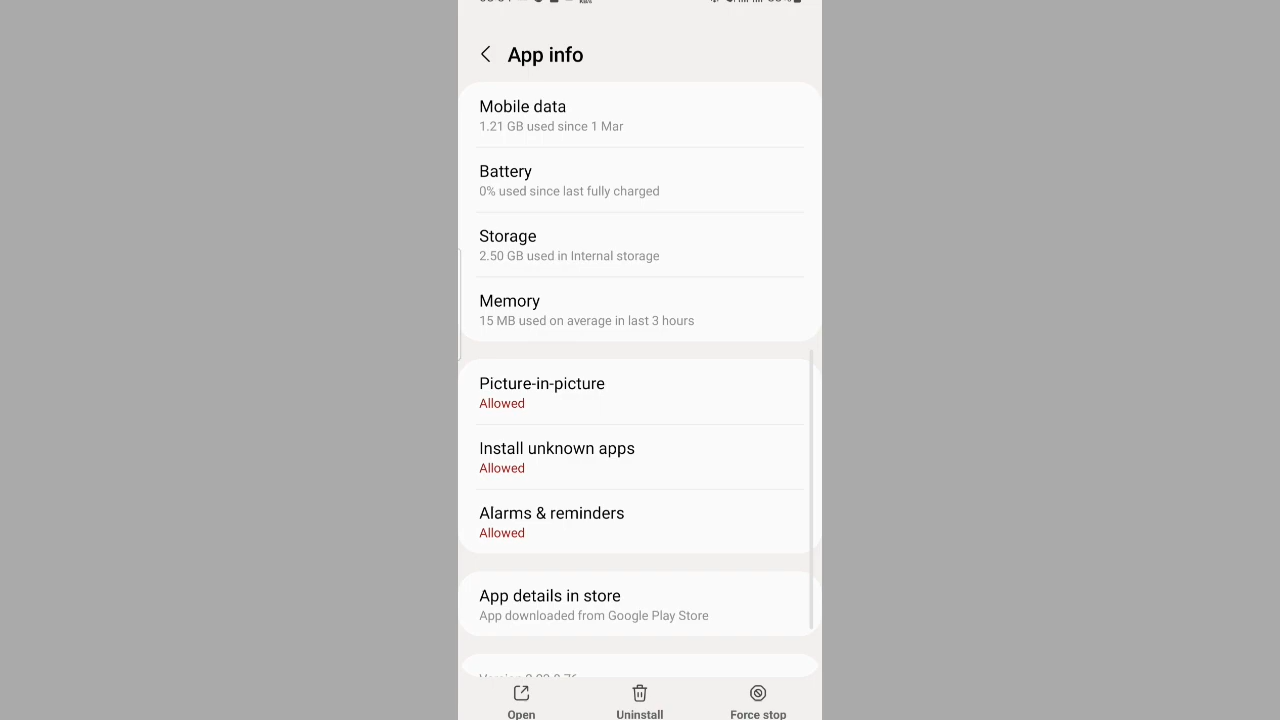 App info
Mobile data
1.21 GB used since 1 Mar
Battery
0% used since last fully charged
Storage
2.50 GB used in Internal storage
Memory
15 MB used on average in last 3 hours
Picture-in-picture
Allowed
Install unknown apps
Allowed
Alarms & reminders
Allowed
App details in store
App downloaded from Google Play Store
Version
Open
Uninstall
Force stop